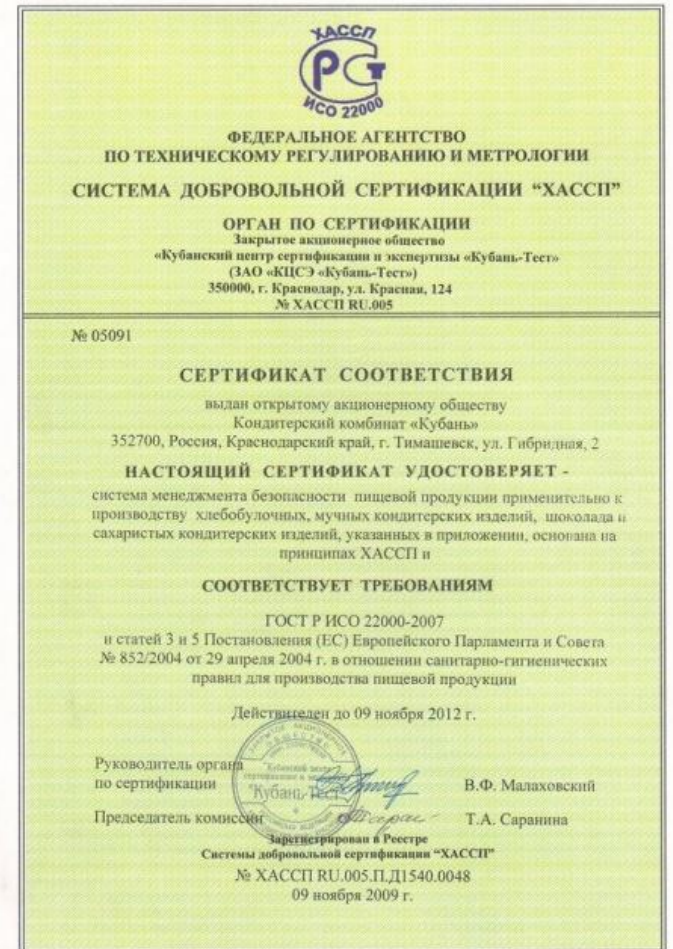 ХАССП
РСТ
ИСО 22000
ФЕДЕРАЛЬНОЕ АГЕНТСТВО
ПО ТЕХНИЧЕСКОМУ РЕГУЛИРОВАНИЮ И МЕТРОЛОГИИ
СИСТЕМА ДОБРОВОЛЬНОЙ СЕРТИФИКАЦИИ “ХАССП”
ОРГАН ПО СЕРТИФИКАЦИИ
Закрытое акционерное общество
«Кубанский центр сертификации и экспертизы «Кубань-Тест»
(ЗАО «КЦСЭ «Кубань-Тест»)
350000, г. Краснодар, ул. Красная, 124
№ ХАССП RU.005
№ 05091
СЕРТИФИКАТ СООТВЕТСТВИЯ
выдан открытому акционерному обществу
Кондитерский комбинат «Кубань»
352700, Россия, Краснодарский край, г. Тимашевск, ул. Гибридная, 2
НАСТОЯЩИЙ СЕРТИФИКАТ УДОСТОВЕРЯЕТ -
система менеджмента безопасности пищевой продукции применительно к
производству хлебобулочных, мучных кондитерских изделий, шоколада и
сахаристых кондитерских изделий, указанных в приложении, основана на
принципах ХАССП и
СООТВЕТСТВУЕТ ТРЕБОВАНИЯМ
ГОСТ Р ИСО 22000-2007
и статей 3 и 5 Постановления (ЕС) Европейского Парламента и Совета
№ 852/2004 от 29 апреля 2004 г. в отношении санитарно-гигиенических
правил для производства пищевой продукции
Действителен до 09 ноября 2012 г.
Руководитель органа
по сертификации
В.Ф. Малаховский
"Кубань-Тест"
Председатель комиссии
Т.А. Саранина
Зарегистрирован в Реестре
Системы добровольной сертификации “ХАССП”
№ ХАССП RU.005.П.Д1540.0048
09 ноября 2009 г.